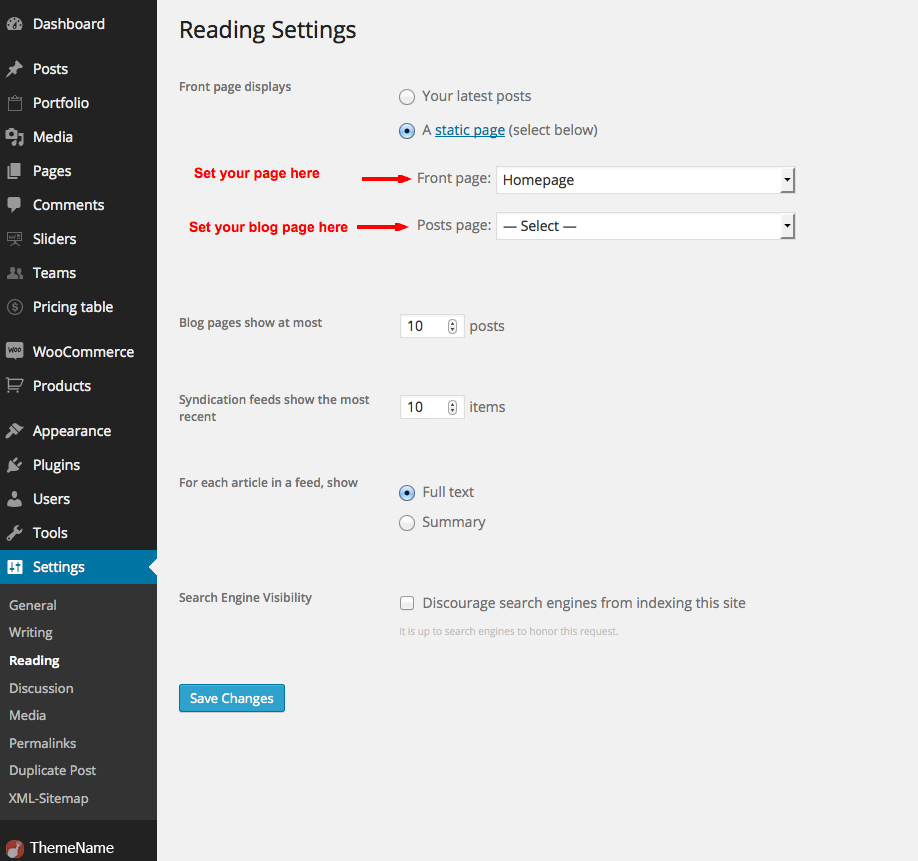 Dashboard
Posts
Portfolio
Media
Pages
Comments
Sliders
Teams
Pricing table
WooCommerce
Products
Appearance
Plugins
Users
Tools
Settings
General
Writing
Reading
Discussion
Media
Permalinks
Duplicate Post
XML-Sitemap
ThemeName
Reading Settings
Front page displays
Your latest posts
A static page (select below)
Set your page here
Front page: Homepage
Set your blog page here
Posts page: — Select —
Blog pages show at most
10 posts
Syndication feeds show the most
recent
10 items
For each article in a feed, show
Full text
Summary
Search Engine Visibility
Discourage search engines from indexing this site
It is up to search engines to honor this request.
Save Changes